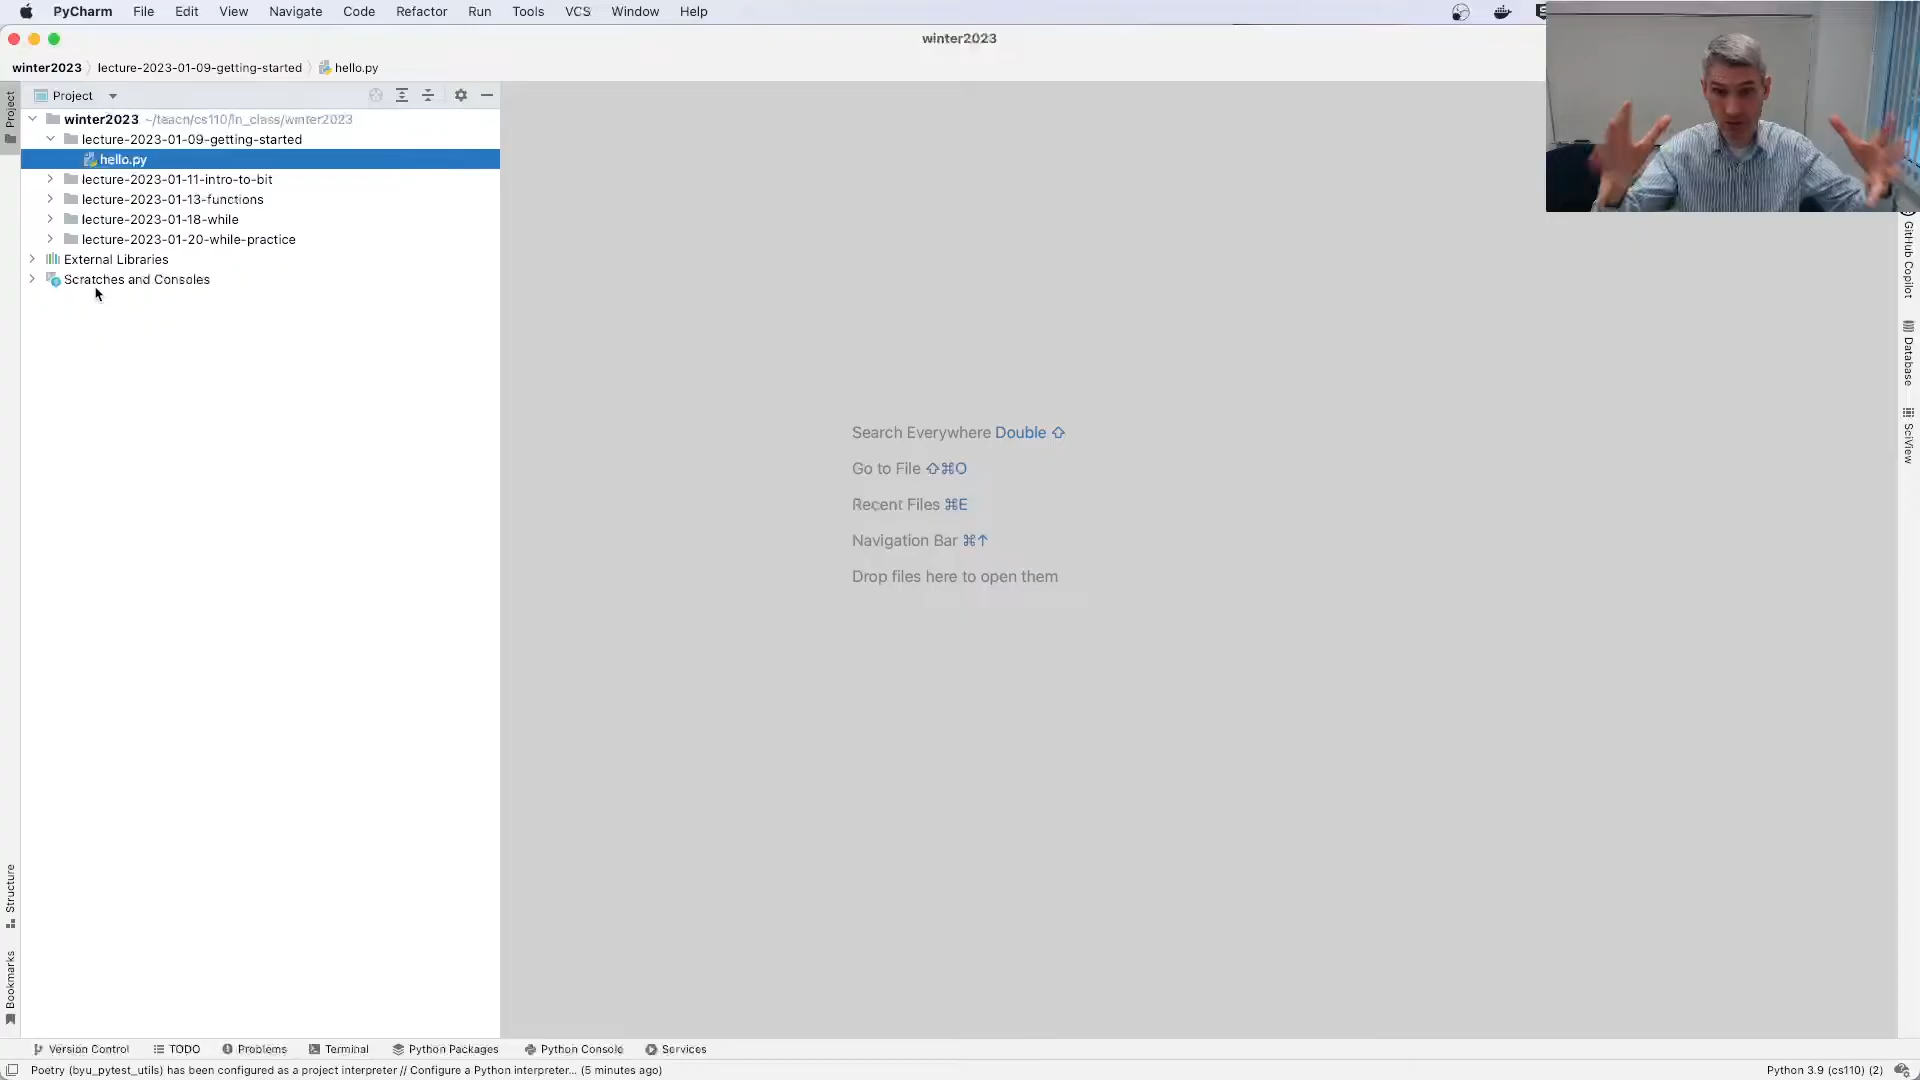 PyCharm File Edit View Navigate Code Refactor Run Tools VCS Window Help
winter2023
winter2023 lecture-2023-01-09-getting-started hello.py
Project
Project
winter2023 ~/teach/cs110/in_class/winter2023
lecture-2023-01-09-getting-started
hello.py
lecture-2023-01-11-intro-to-bit
lecture-2023-01-13-functions
lecture-2023-01-18-while
lecture-2023-01-20-while-practice
External Libraries
Scratches and Consoles
Search Everywhere Double ⇧
Go to File ⇧⌘O
Recent Files ⌘E
Navigation Bar ⌘↑
Drop files here to open them
GitHub Copilot
Database
SciView
Structure
Bookmarks
Version Control TODO Problems Terminal Python Packages Python Console Services
Poetry (byu_pytest_utils) has been configured as a project interpreter // Configure a Python interpreter... (5 minutes ago) Python 3.9 (cs110) (2)